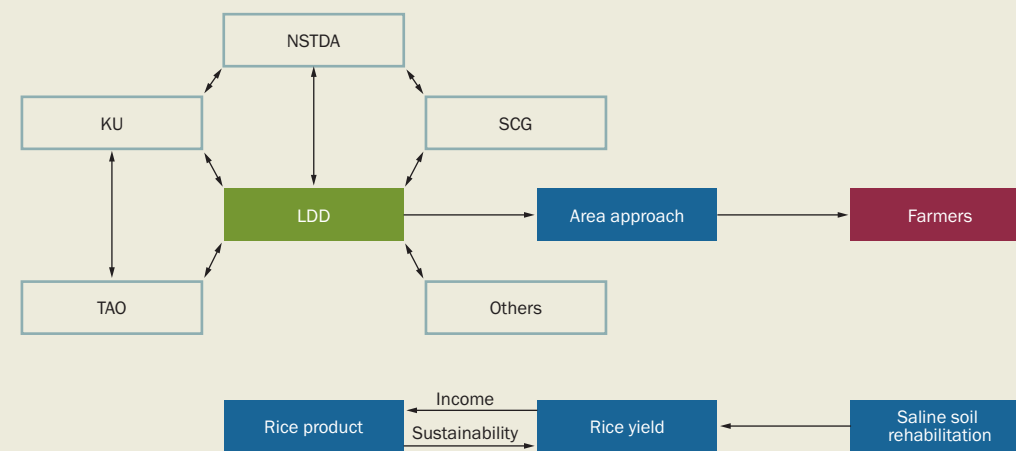 NSTDA
KU
SCG
LDD
Area approach
Farmers
TAO
Others
Income
Rice product
Sustainability
Rice yield
Saline soil
rehabilitation